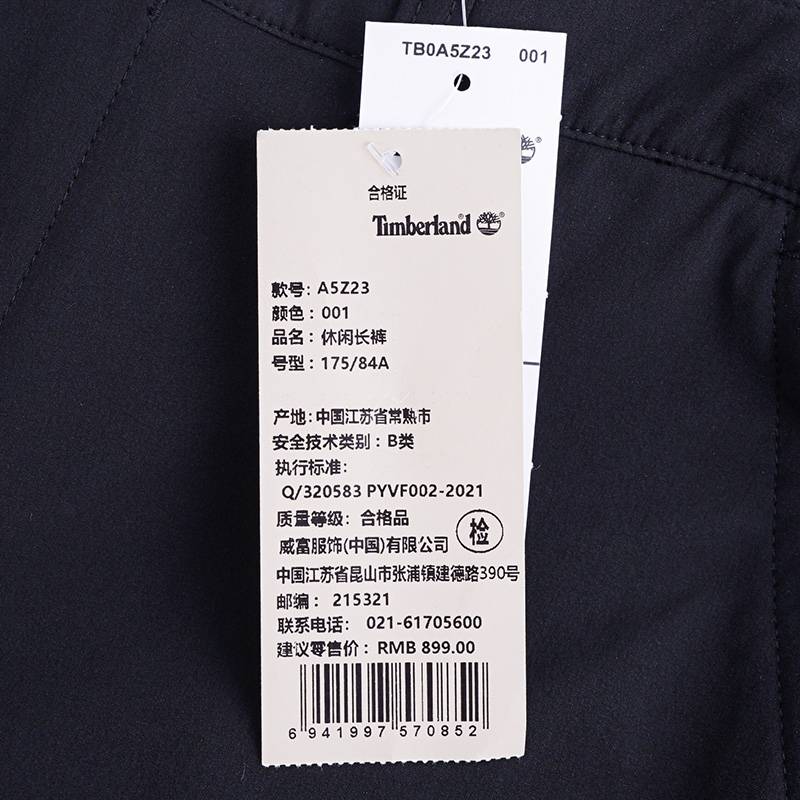 TB0A5Z23 001
合格证
Timberland®
®
款号: A5Z23
颜色: 001
品名: 休闲长裤
号型: 175/84A
产地: 中国江苏省常熟市
安全技术类别: B类
执行标准:
Q/320583 PYVF002-2021
质量等级: 合格品
检
威富服饰(中国)有限公司
中国江苏省昆山市张浦镇建德路390号
邮编: 215321
联系电话: 021-61705600
建议零售价: RMB 899.00
6 941997 570852